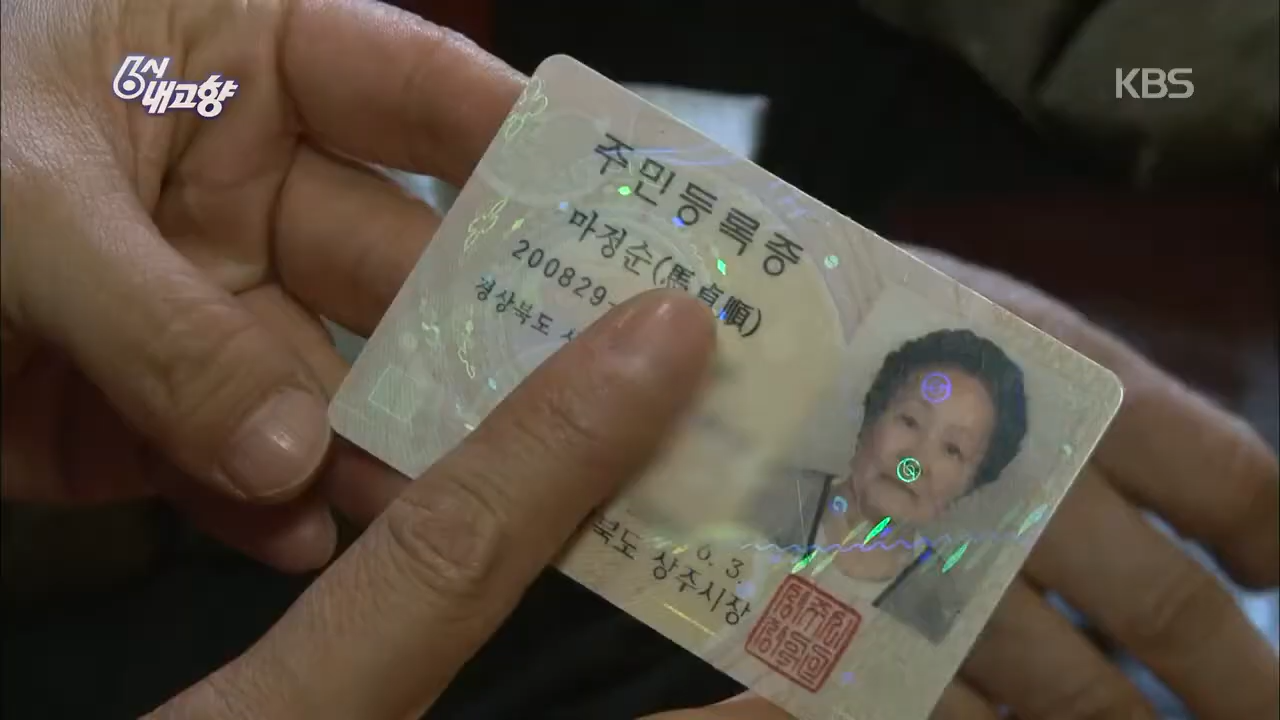 6시
내고향
KBS
주민등록증
마정순(馬貞順)
200829-
경상북도
6. 3.
북도 상주시장